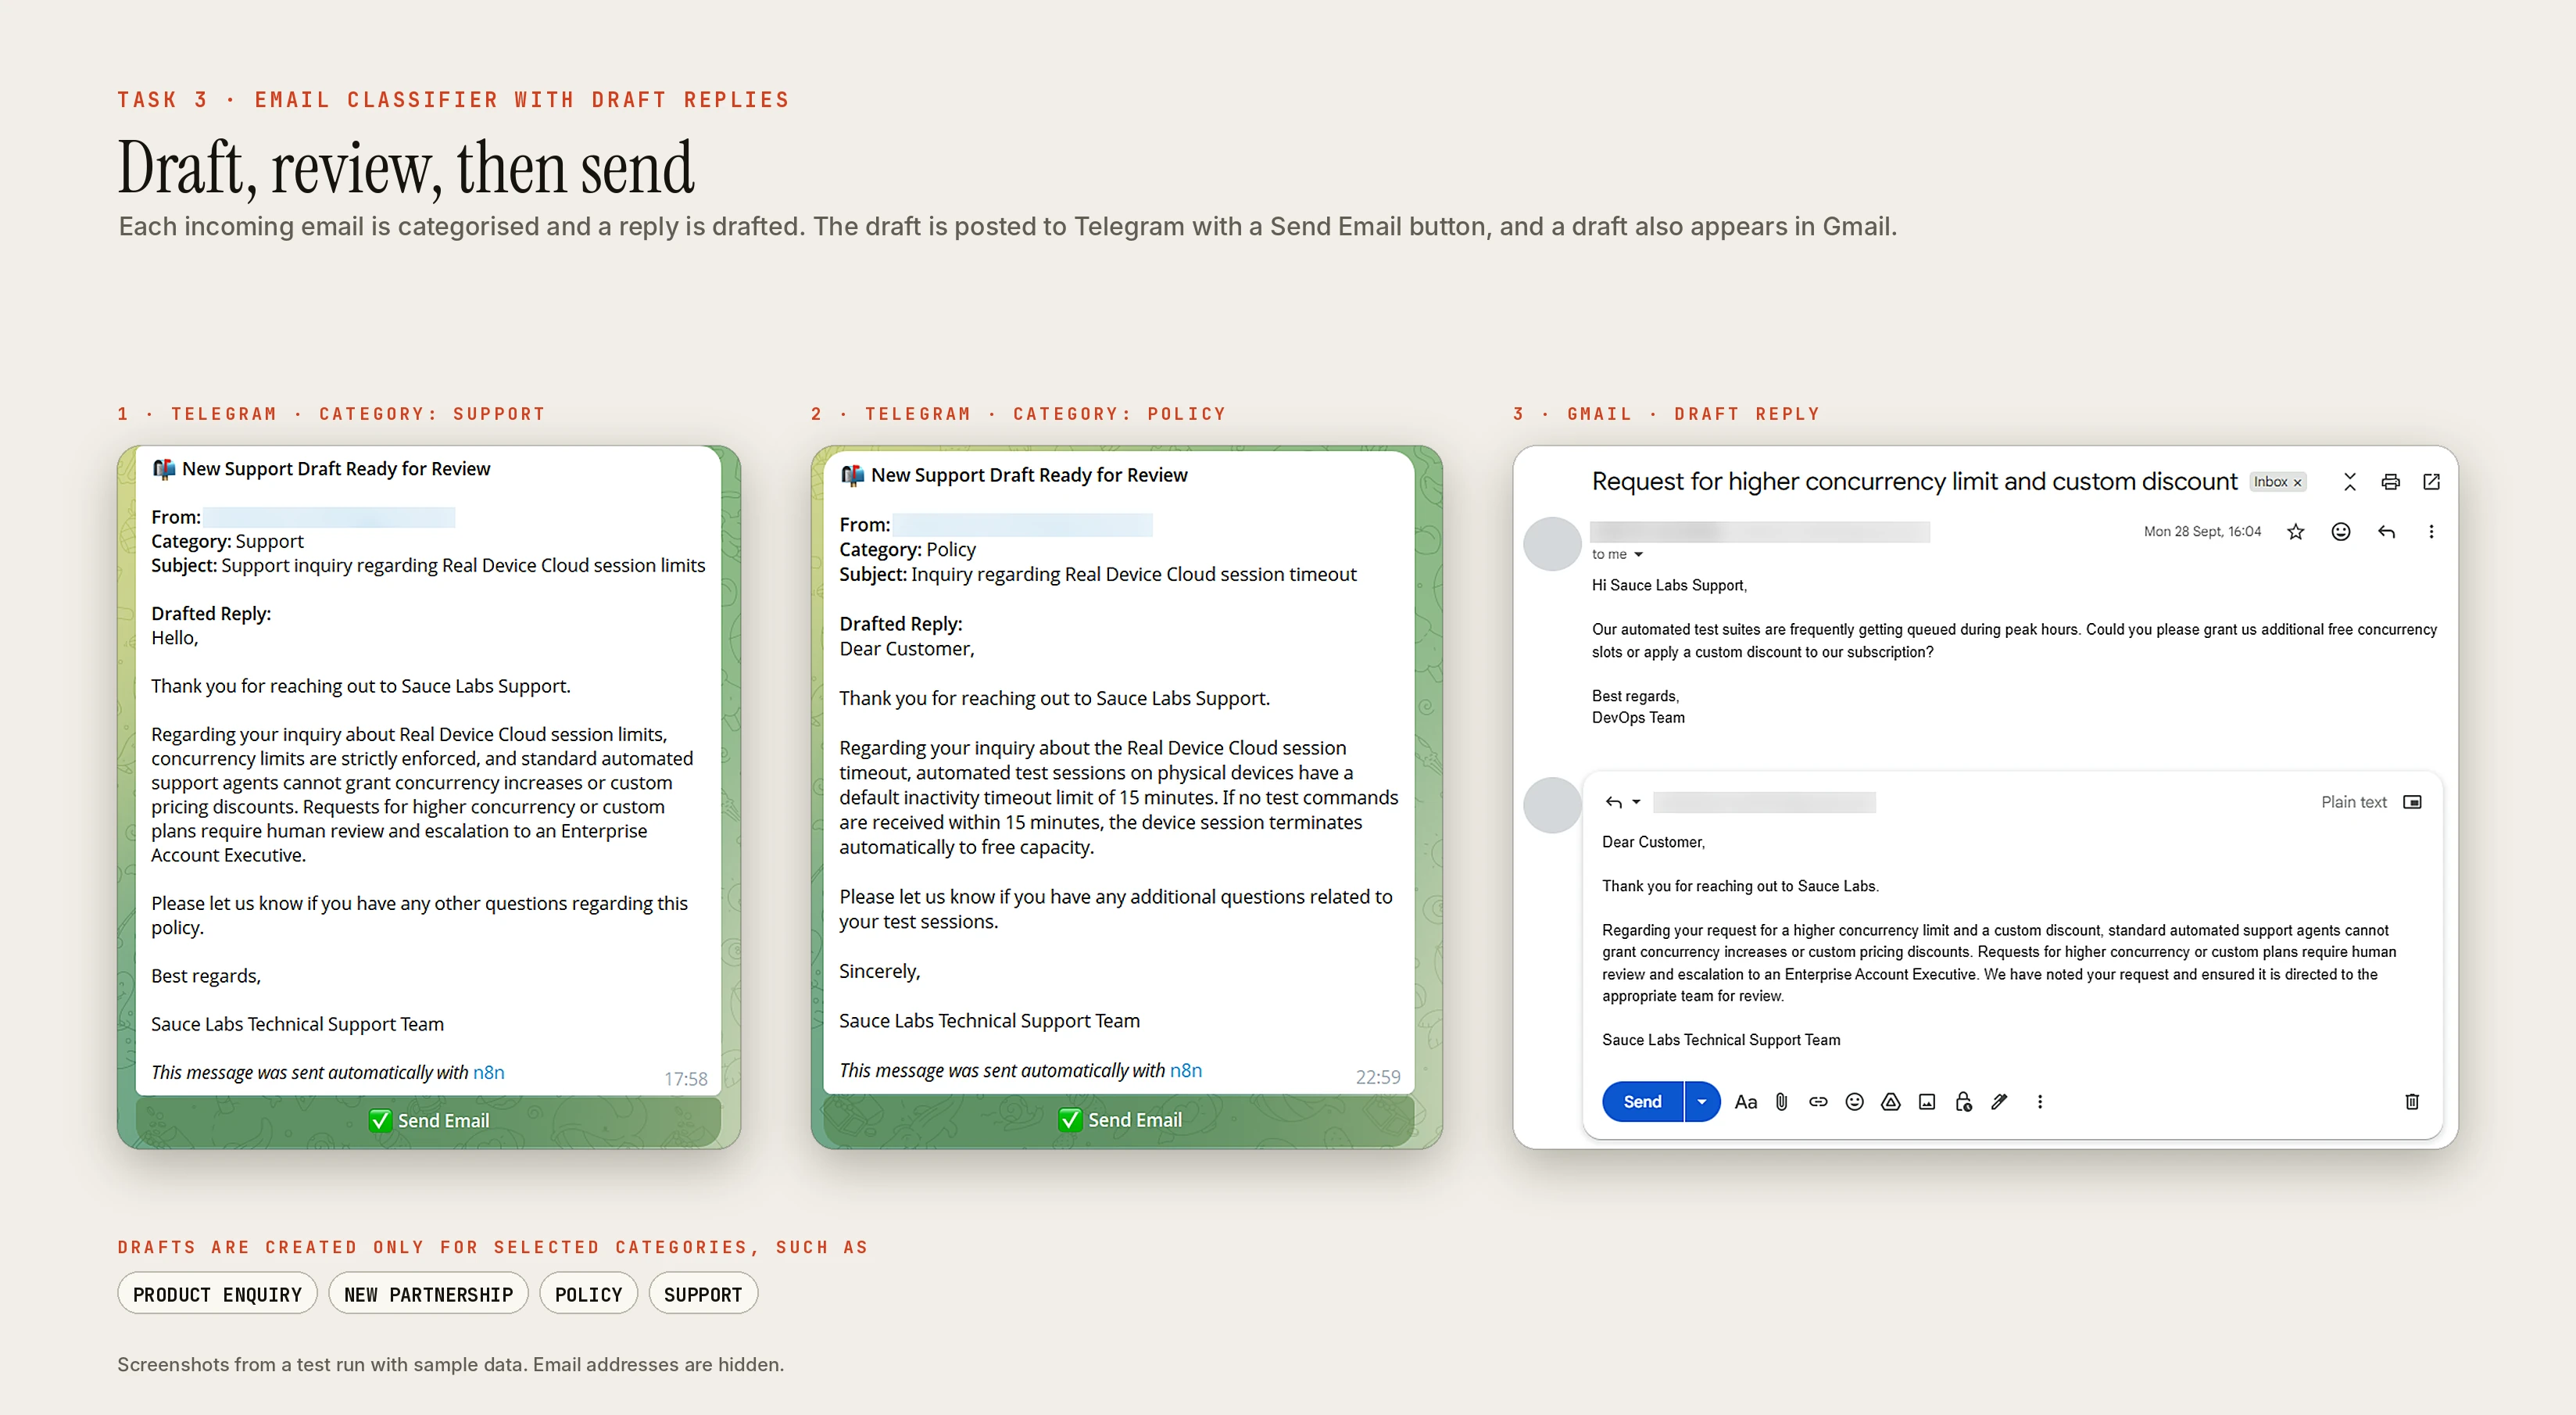 TASK 3 · EMAIL CLASSIFIER WITH DRAFT REPLIES
Draft, review, then send
Each incoming email is categorised and a reply is drafted. The draft is posted to Telegram with a Send Email button, and a draft also appears in Gmail.
1 · TELEGRAM · CATEGORY: SUPPORT
📬 New Support Draft Ready for Review
From:
Category: Support
Subject: Support inquiry regarding Real Device Cloud session limits
Drafted Reply:
Hello,
Thank you for reaching out to Sauce Labs Support.
Regarding your inquiry about Real Device Cloud session limits,
concurrency limits are strictly enforced, and standard automated
support agents cannot grant concurrency increases or custom
pricing discounts. Requests for higher concurrency or custom
plans require human review and escalation to an Enterprise
Account Executive.
Please let us know if you have any other questions regarding this
policy.
Best regards,
Sauce Labs Technical Support Team
This message was sent automatically with n8n
17:58
✅ Send Email
2 · TELEGRAM · CATEGORY: POLICY
📬 New Support Draft Ready for Review
From:
Category: Policy
Subject: Inquiry regarding Real Device Cloud session timeout
Drafted Reply:
Dear Customer,
Thank you for reaching out to Sauce Labs Support.
Regarding your inquiry about the Real Device Cloud session
timeout, automated test sessions on physical devices have a
default inactivity timeout limit of 15 minutes. If no test commands
are received within 15 minutes, the device session terminates
automatically to free capacity.
Please let us know if you have any additional questions related to
your test sessions.
Sincerely,
Sauce Labs Technical Support Team
This message was sent automatically with n8n
22:59
✅ Send Email
3 · GMAIL · DRAFT REPLY
Request for higher concurrency limit and custom discount
Inbox ×
Mon 28 Sept, 16:04
to me
Hi Sauce Labs Support,
Our automated test suites are frequently getting queued during peak hours. Could you please grant us additional free concurrency
slots or apply a custom discount to our subscription?
Best regards,
DevOps Team
Plain text
Dear Customer,
Thank you for reaching out to Sauce Labs.
Regarding your request for a higher concurrency limit and a custom discount, standard automated support agents cannot
grant concurrency increases or custom pricing discounts. Requests for higher concurrency or custom plans require human
review and escalation to an Enterprise Account Executive. We have noted your request and ensured it is directed to the
appropriate team for review.
Sauce Labs Technical Support Team
Send
Aa
DRAFTS ARE CREATED ONLY FOR SELECTED CATEGORIES, SUCH AS
PRODUCT ENQUIRY
NEW PARTNERSHIP
POLICY
SUPPORT
Screenshots from a test run with sample data. Email addresses are hidden.